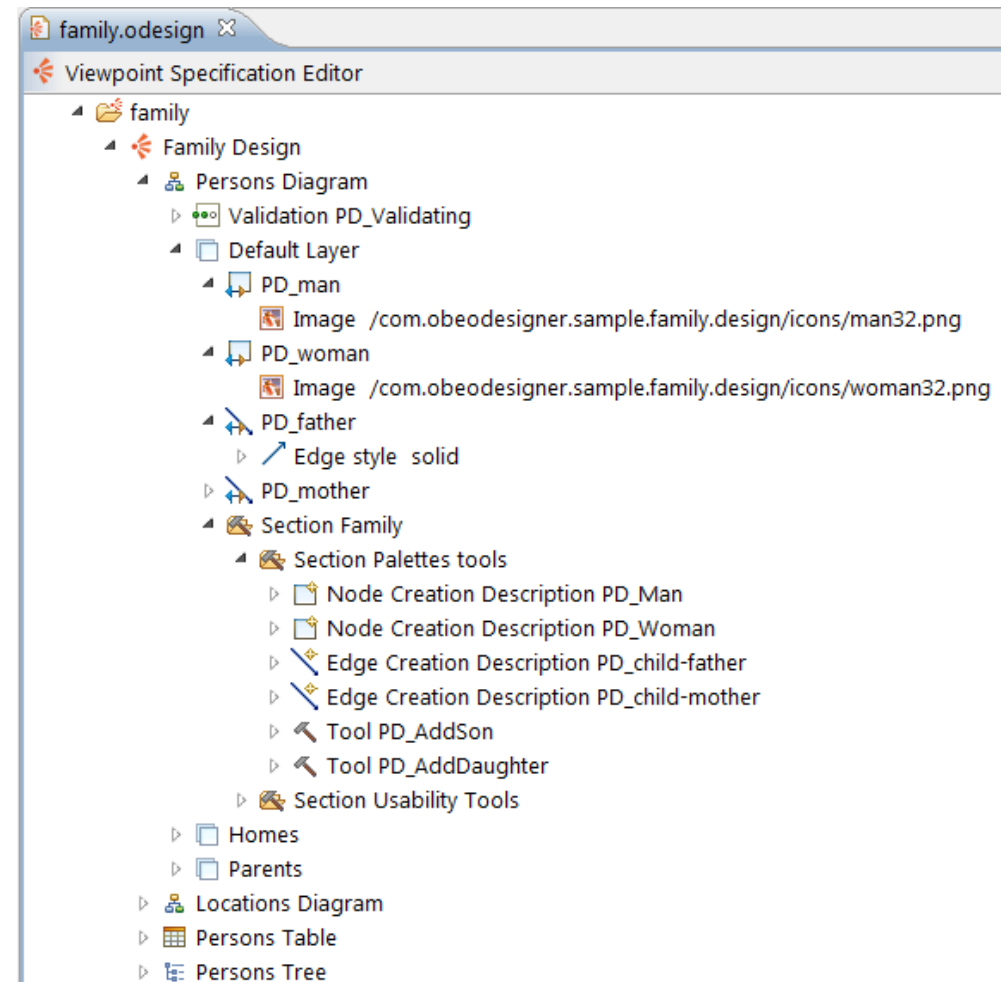 family.odesign
Viewpoint Specification Editor
family
Family Design
Persons Diagram
Validation PD_Validating
Default Layer
PD_man
Image /com.obeodesigner.sample.family.design/icons/man32.png
PD_woman
Image /com.obeodesigner.sample.family.design/icons/woman32.png
PD_father
Edge style solid
PD_mother
Section Family
Section Palettes tools
Node Creation Description PD_Man
Node Creation Description PD_Woman
Edge Creation Description PD_child-father
Edge Creation Description PD_child-mother
Tool PD_AddSon
Tool PD_AddDaughter
Section Usability Tools
Homes
Parents
Locations Diagram
Persons Table
Persons Tree